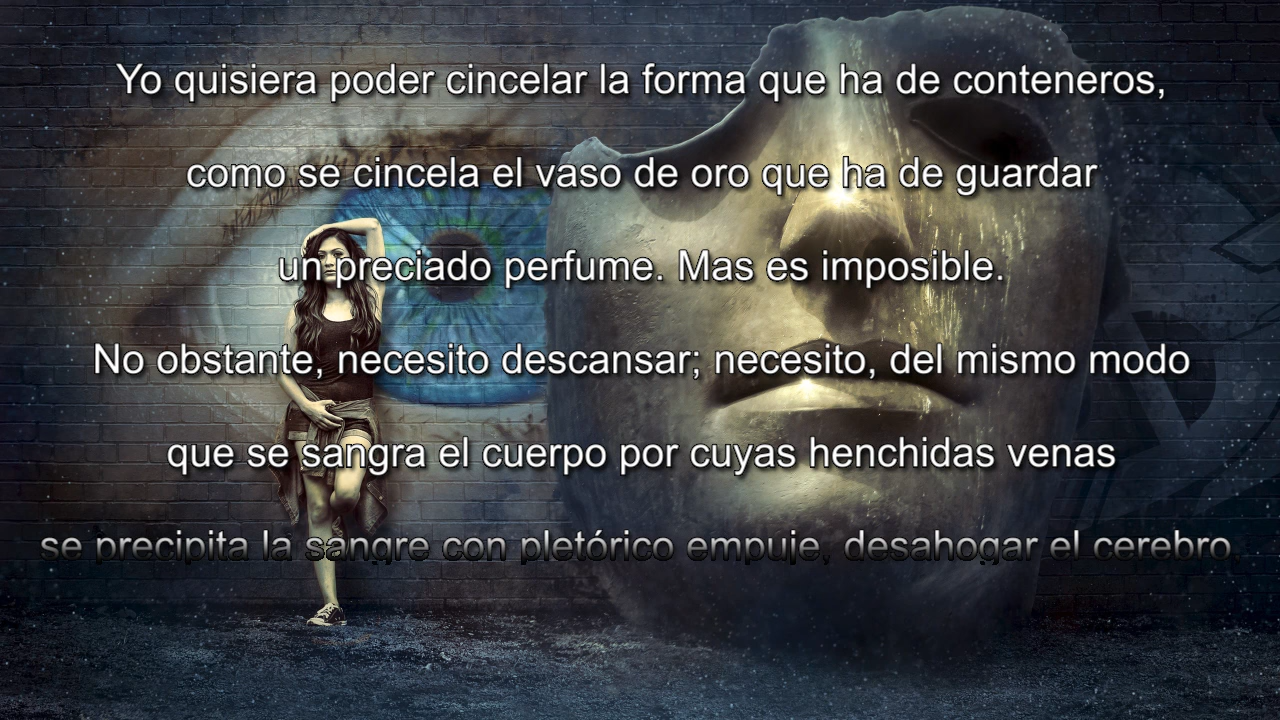 Yo quisiera poder cincelar la forma que ha de conteneros,
como se cincela el vaso de oro que ha de guardar
un preciado perfume. Mas es imposible.
No obstante, necesito descansar; necesito, del mismo modo
que se sangra el cuerpo por cuyas henchidas venas
se precipita la sangre con pletórico empuje, desahogar el cerebro,